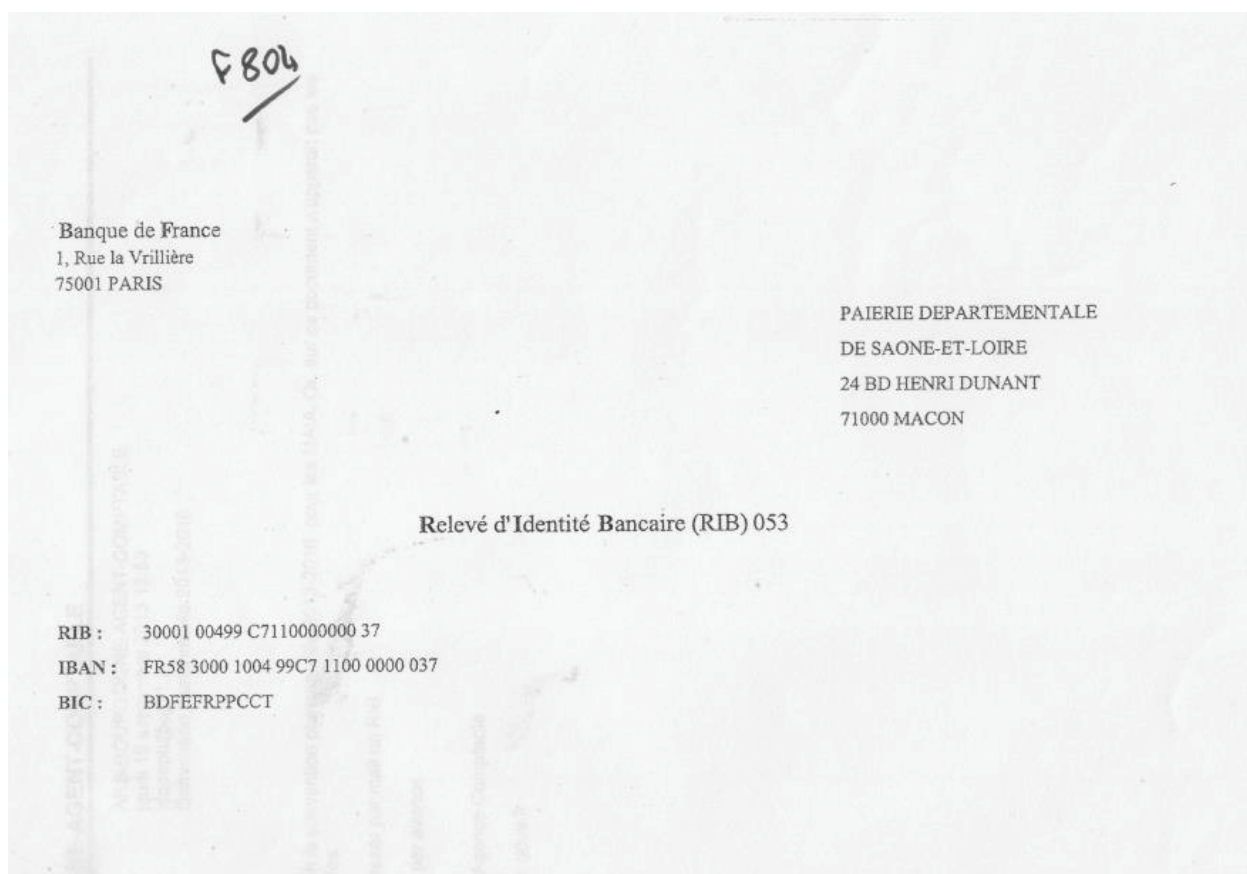 F804
Banque de France
1, Rue la Vrillière
75001 PARIS
PAIERIE DEPARTEMENTALE
DE SAONE-ET-LOIRE
24 BD HENRI DUNANT
71000 MACON
Relevé d'Identité Bancaire (RIB) 053
RIB : 30001 00499 C7110000000 37
IBAN : FR58 3000 1004 99C7 1100 0000 037
BIC : BDFEFRPPCCT